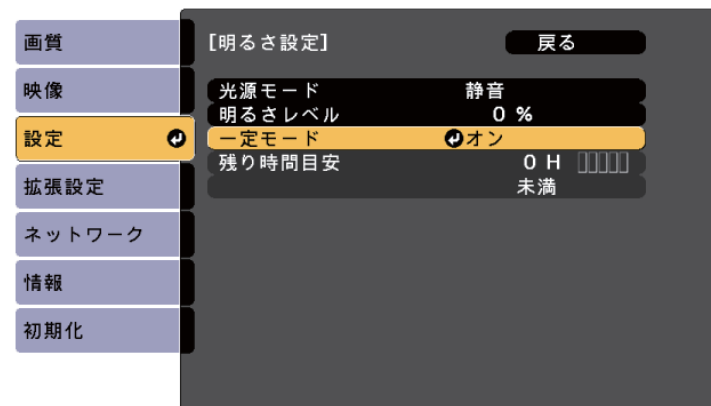 画質
映像
設定
拡張設定
ネットワーク
情報
初期化
[明るさ設定] 戻る
光源モード 静音
明るさレベル 0 %
一定モード オン
残り時間目安 0 H
未満